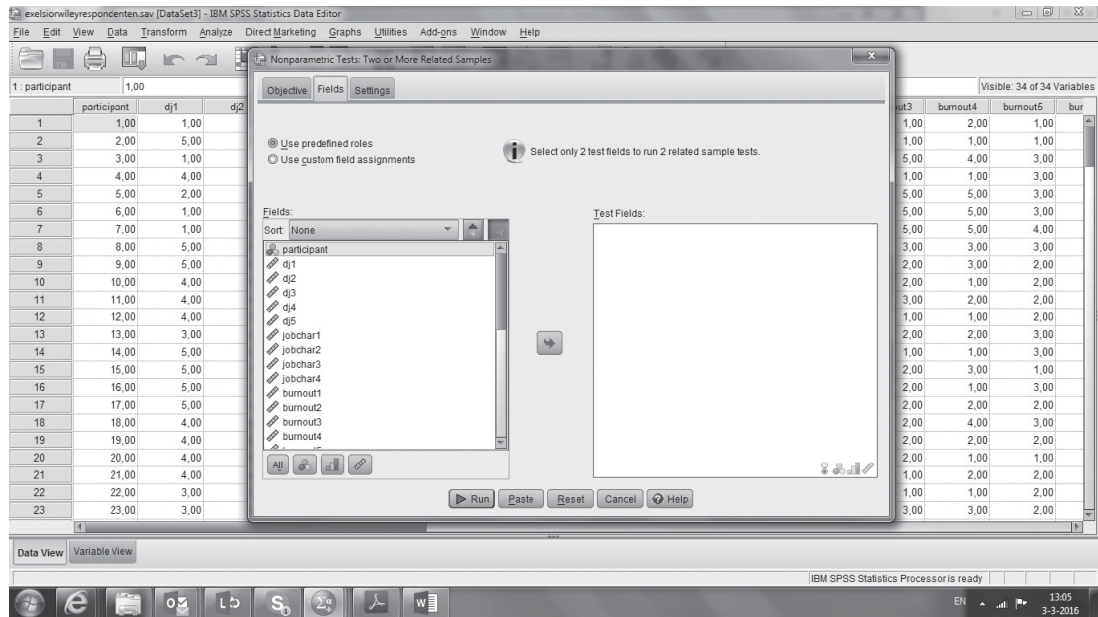 exelsiorwileyrespondenten.sav [DataSet3] - IBM SPSS Statistics Data Editor
File Edit View Data Transform Analyze Direct Marketing Graphs Utilities Add-ons Window Help
Nonparametric Tests: Two or More Related Samples
1 : participant 1,00
Visible: 34 of 34 Variables
Objective Fields Settings
Use predefined roles
Use custom field assignments
Select only 2 test fields to run 2 related sample tests.
Fields:
Sort: None
participant
dj1
dj2
dj3
dj4
dj5
jobchar1
jobchar2
jobchar3
jobchar4
burnout1
burnout2
burnout3
burnout4
All
Test Fields:
Run Paste Reset Cancel Help
participant dj1 dj2 out3 burnout4 burnout5 bur
1 1,00 1,00 1,00 2,00 1,00
2 2,00 5,00 1,00 1,00 1,00
3 3,00 1,00 5,00 4,00 3,00
4 4,00 4,00 1,00 1,00 3,00
5 5,00 2,00 5,00 5,00 3,00
6 6,00 1,00 5,00 5,00 3,00
7 7,00 1,00 5,00 5,00 4,00
8 8,00 5,00 3,00 3,00 3,00
9 9,00 5,00 2,00 3,00 2,00
10 10,00 4,00 2,00 1,00 2,00
11 11,00 4,00 3,00 2,00 2,00
12 12,00 4,00 1,00 1,00 2,00
13 13,00 3,00 2,00 2,00 3,00
14 14,00 5,00 1,00 1,00 3,00
15 15,00 5,00 2,00 3,00 1,00
16 16,00 5,00 2,00 1,00 3,00
17 17,00 5,00 2,00 2,00 2,00
18 18,00 4,00 2,00 4,00 3,00
19 19,00 4,00 2,00 2,00 2,00
20 20,00 4,00 2,00 1,00 1,00
21 21,00 4,00 1,00 2,00 2,00
22 22,00 3,00 1,00 1,00 2,00
23 23,00 3,00 3,00 3,00 2,00
Data View Variable View
IBM SPSS Statistics Processor is ready
EN 13:05
3-3-2016